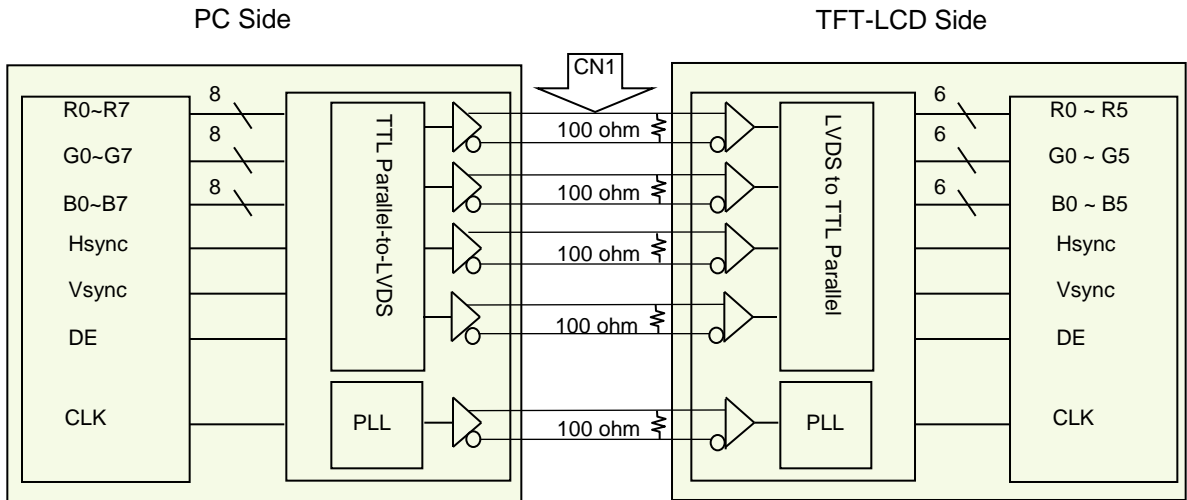 PC Side
TFT-LCD Side
CN1
R0~R7
8
G0~G7
8
B0~B7
8
Hsync
Vsync
DE
CLK
TTL Parallel-to-LVDS
PLL
100 ohm
100 ohm
100 ohm
100 ohm
100 ohm
LVDS to TTL Parallel
PLL
6
R0 ~ R5
6
G0 ~ G5
6
B0 ~ B5
Hsync
Vsync
DE
CLK